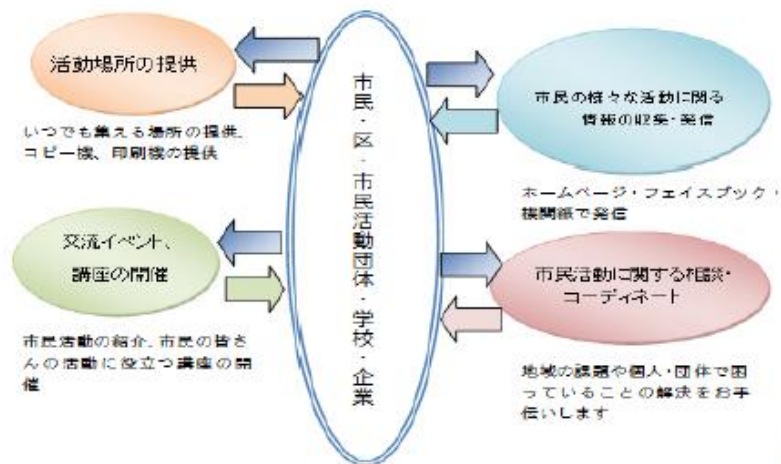 活動場所の提供
いつでも集える場所の提供、
コピー機、印刷機の提供
交流イベント、
講座の開催
市民活動の紹介、市民の皆さ
んの活動に役立つ講座の開
催
市民・区・市民活動団体・学校・企業
市民の様々な活動に関る
情報の収集・発信
ホームページ・フェイスブック・
機関紙で発信
市民活動に関する相談・
コーディネート
地域の課題や個人・団体で困
っていることの解決をお手
伝いします